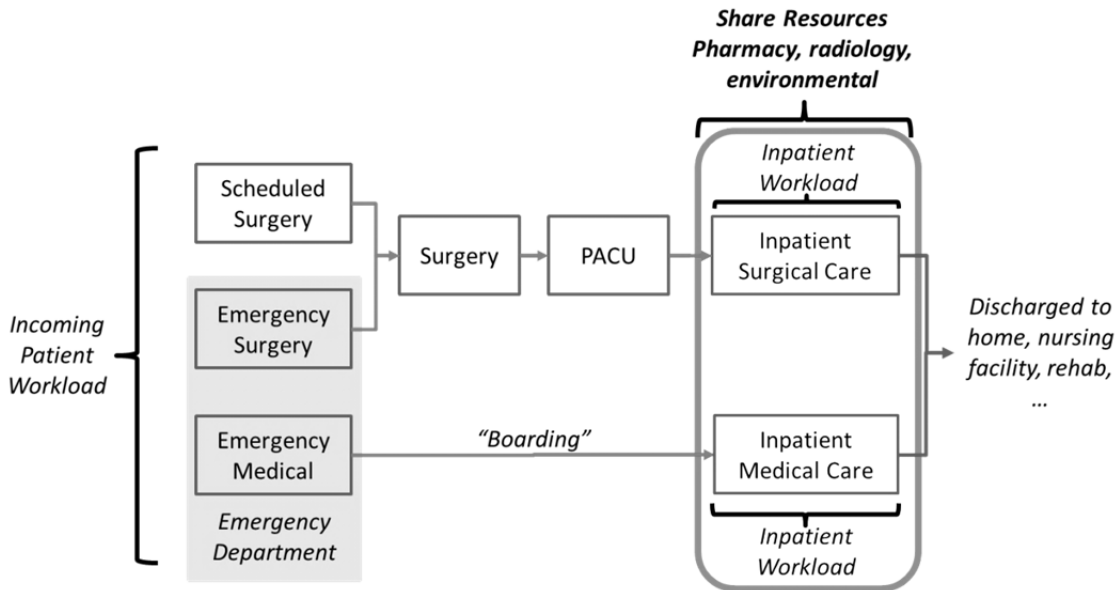 Share Resources
Pharmacy, radiology,
environmental
Inpatient
Workload
Scheduled
Surgery
Surgery
PACU
Inpatient
Surgical Care
Emergency
Surgery
Incoming
Patient
Workload
Discharged to
home, nursing
facility, rehab,
...
Emergency
Medical
“Boarding”
Inpatient
Medical Care
Emergency
Department
Inpatient
Workload